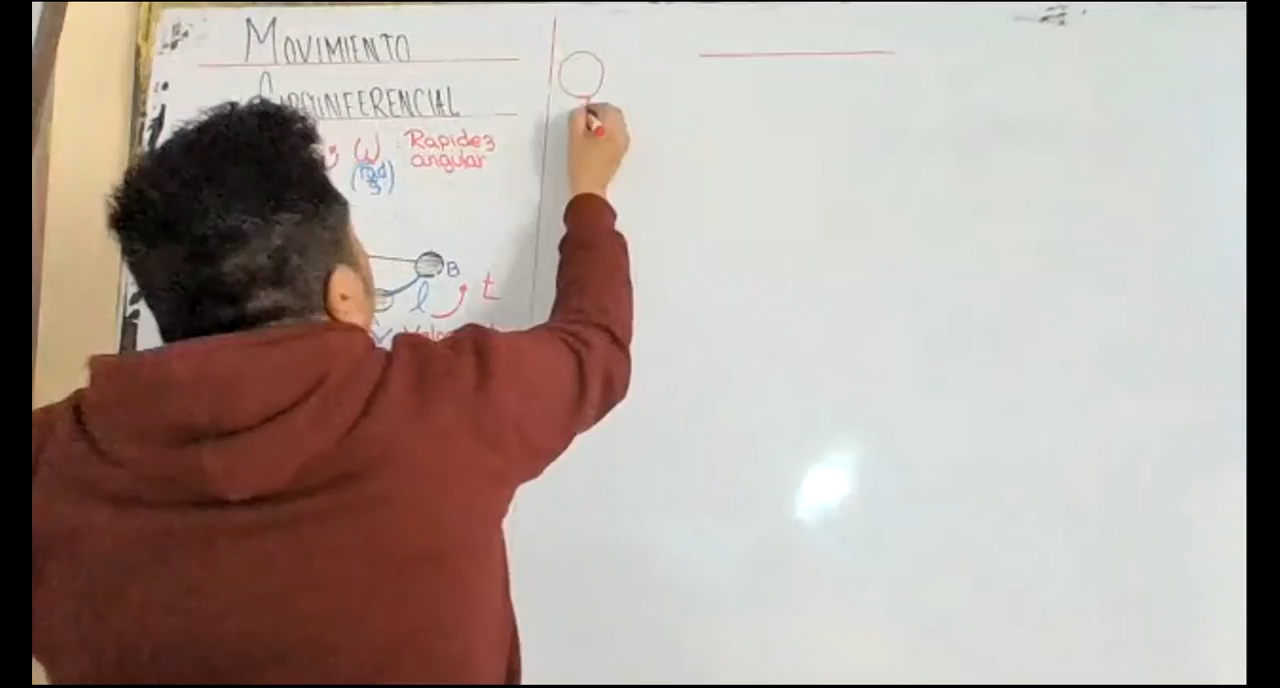 MOVIMIENTO
CIRCUNFERENCIAL
ω : Rapidez
angular
(rad
s)
B
l
t